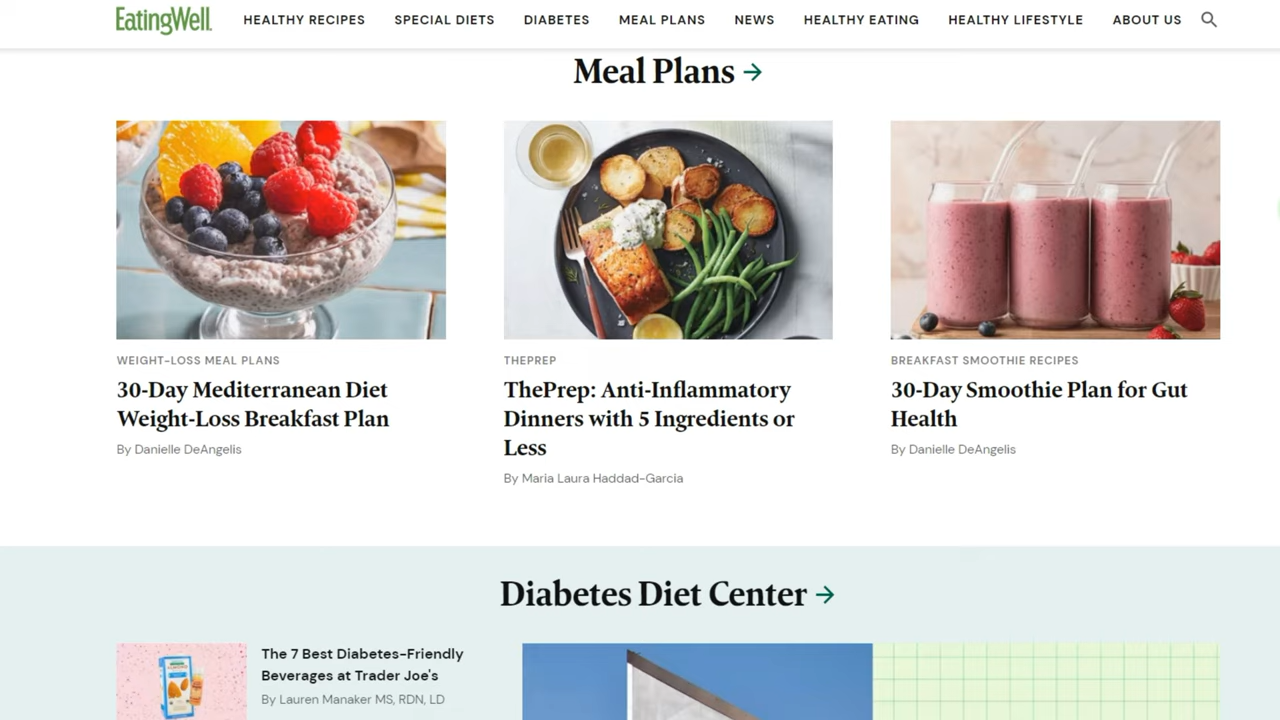 EatingWell.
HEALTHY RECIPES SPECIAL DIETS DIABETES MEAL PLANS NEWS HEALTHY EATING HEALTHY LIFESTYLE ABOUT US
Meal Plans →
WEIGHT-LOSS MEAL PLANS
30-Day Mediterranean Diet
Weight-Loss Breakfast Plan
By Danielle DeAngelis
THEPREP
ThePrep: Anti-Inflammatory
Dinners with 5 Ingredients or
Less
By Maria Laura Haddad-Garcia
BREAKFAST SMOOTHIE RECIPES
30-Day Smoothie Plan for Gut
Health
By Danielle DeAngelis
Diabetes Diet Center →
The 7 Best Diabetes-Friendly
Beverages at Trader Joe's
By Lauren Manaker MS, RDN, LD